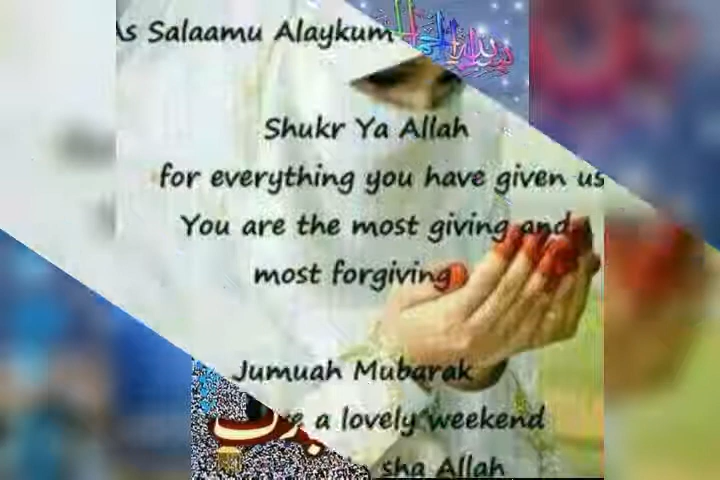 As Salaamu Alaykum
Shukr Ya Allah
for everything you have given us
You are the most giving and
most forgiving
Jumuah Mubarak
a lovely weekend
sha Allah